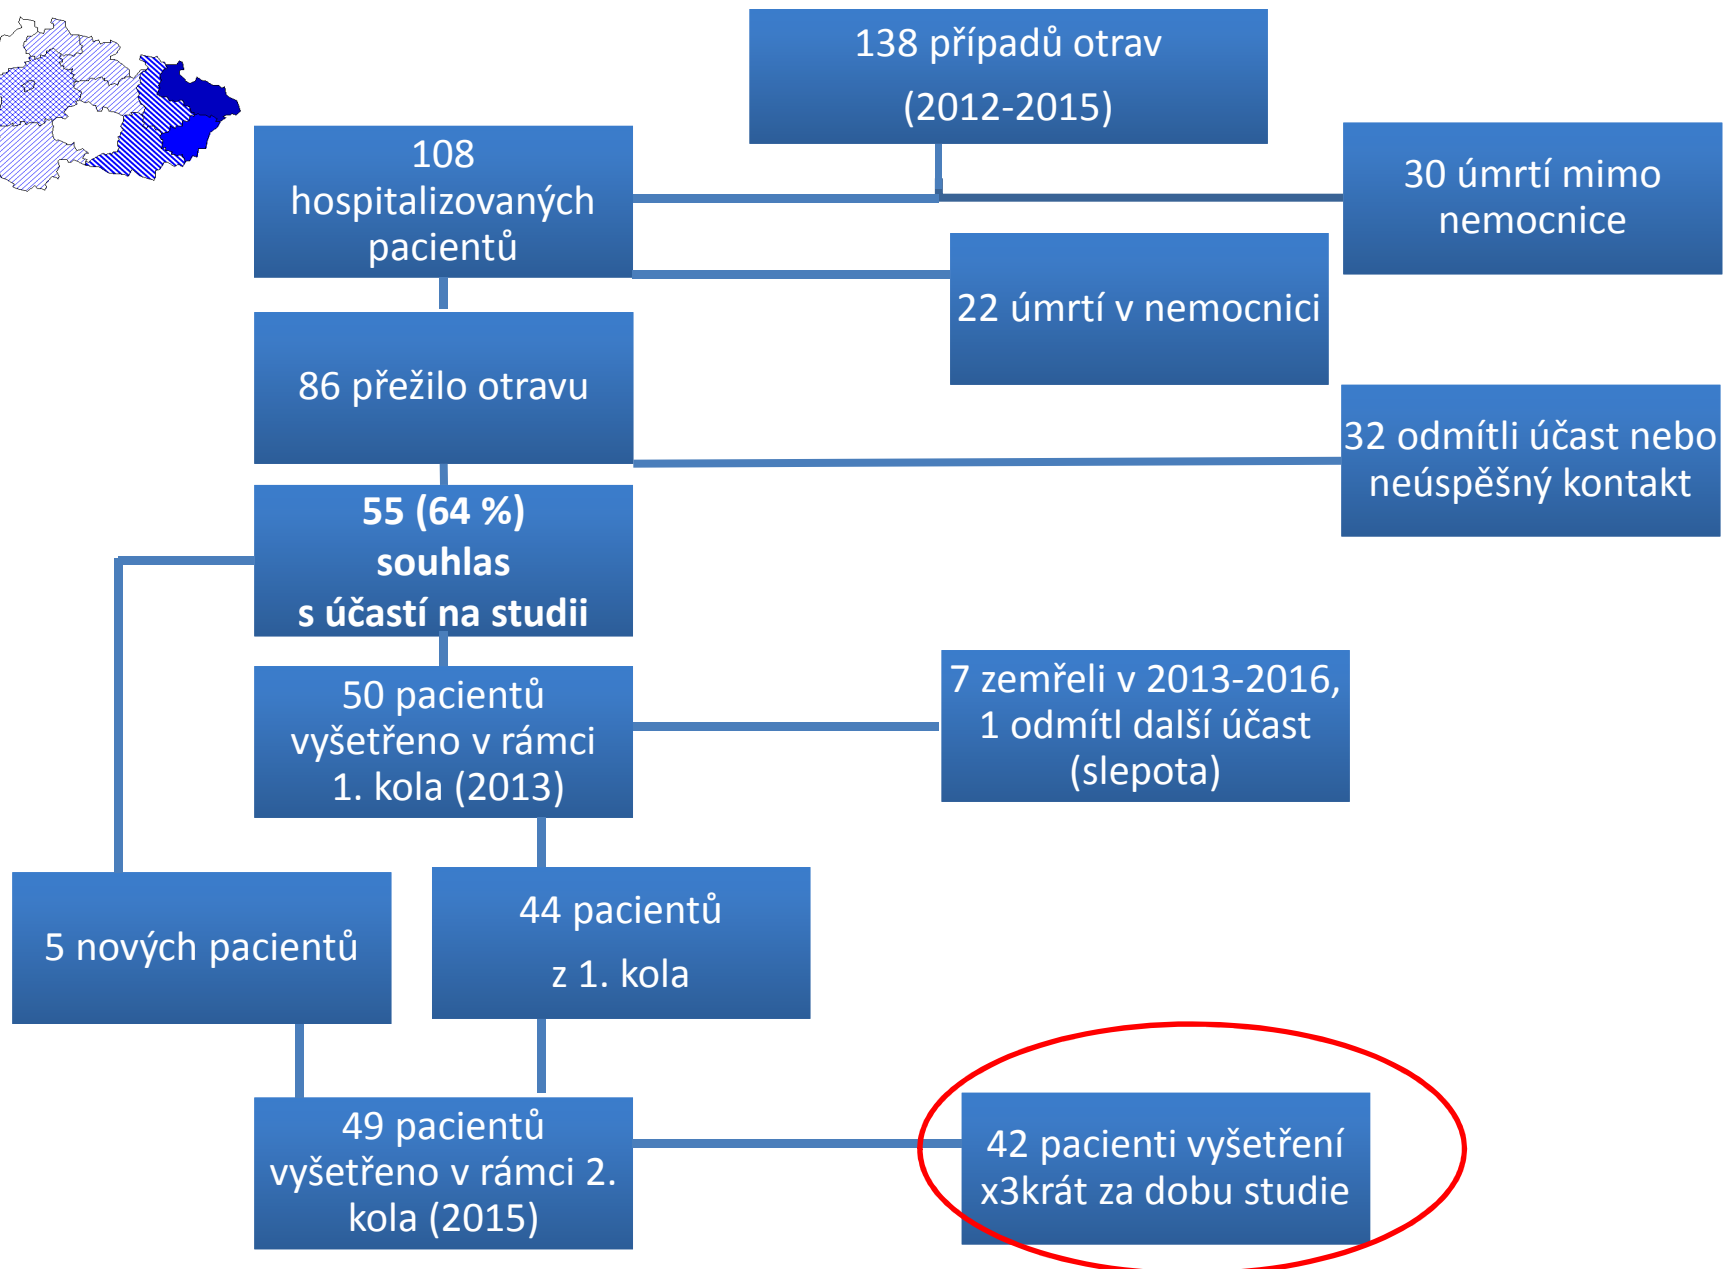 138 případů otrav
(2012-2015)
108
hospitalizovaných
pacientů
30 úmrtí mimo
nemocnice
22 úmrtí v nemocnici
86 přežilo otravu
32 odmítli účast nebo
neúspěšný kontakt
55 (64 %)
souhlas
s účastí na studii
50 pacientů
vyšetřeno v rámci
1. kola (2013)
7 zemřeli v 2013-2016,
1 odmítl další účast
(slepota)
5 nových pacientů
44 pacientů
z 1. kola
49 pacientů
vyšetřeno v rámci 2.
kola (2015)
42 pacienti vyšetření
x3krát za dobu studie